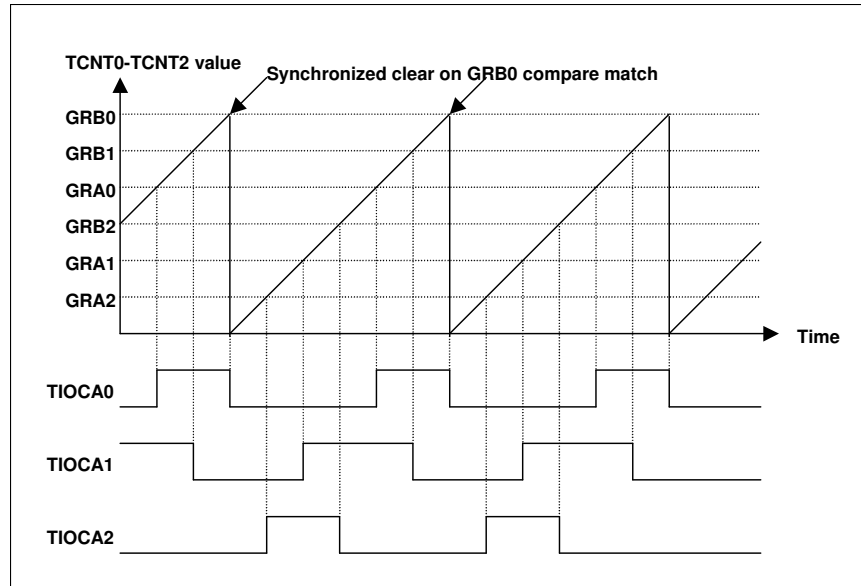 TCNT0-TCNT2 value
Synchronized clear on GRB0 compare match
GRB0
GRB1
GRA0
GRB2
GRA1
GRA2
Time
TIOCA0
TIOCA1
TIOCA2